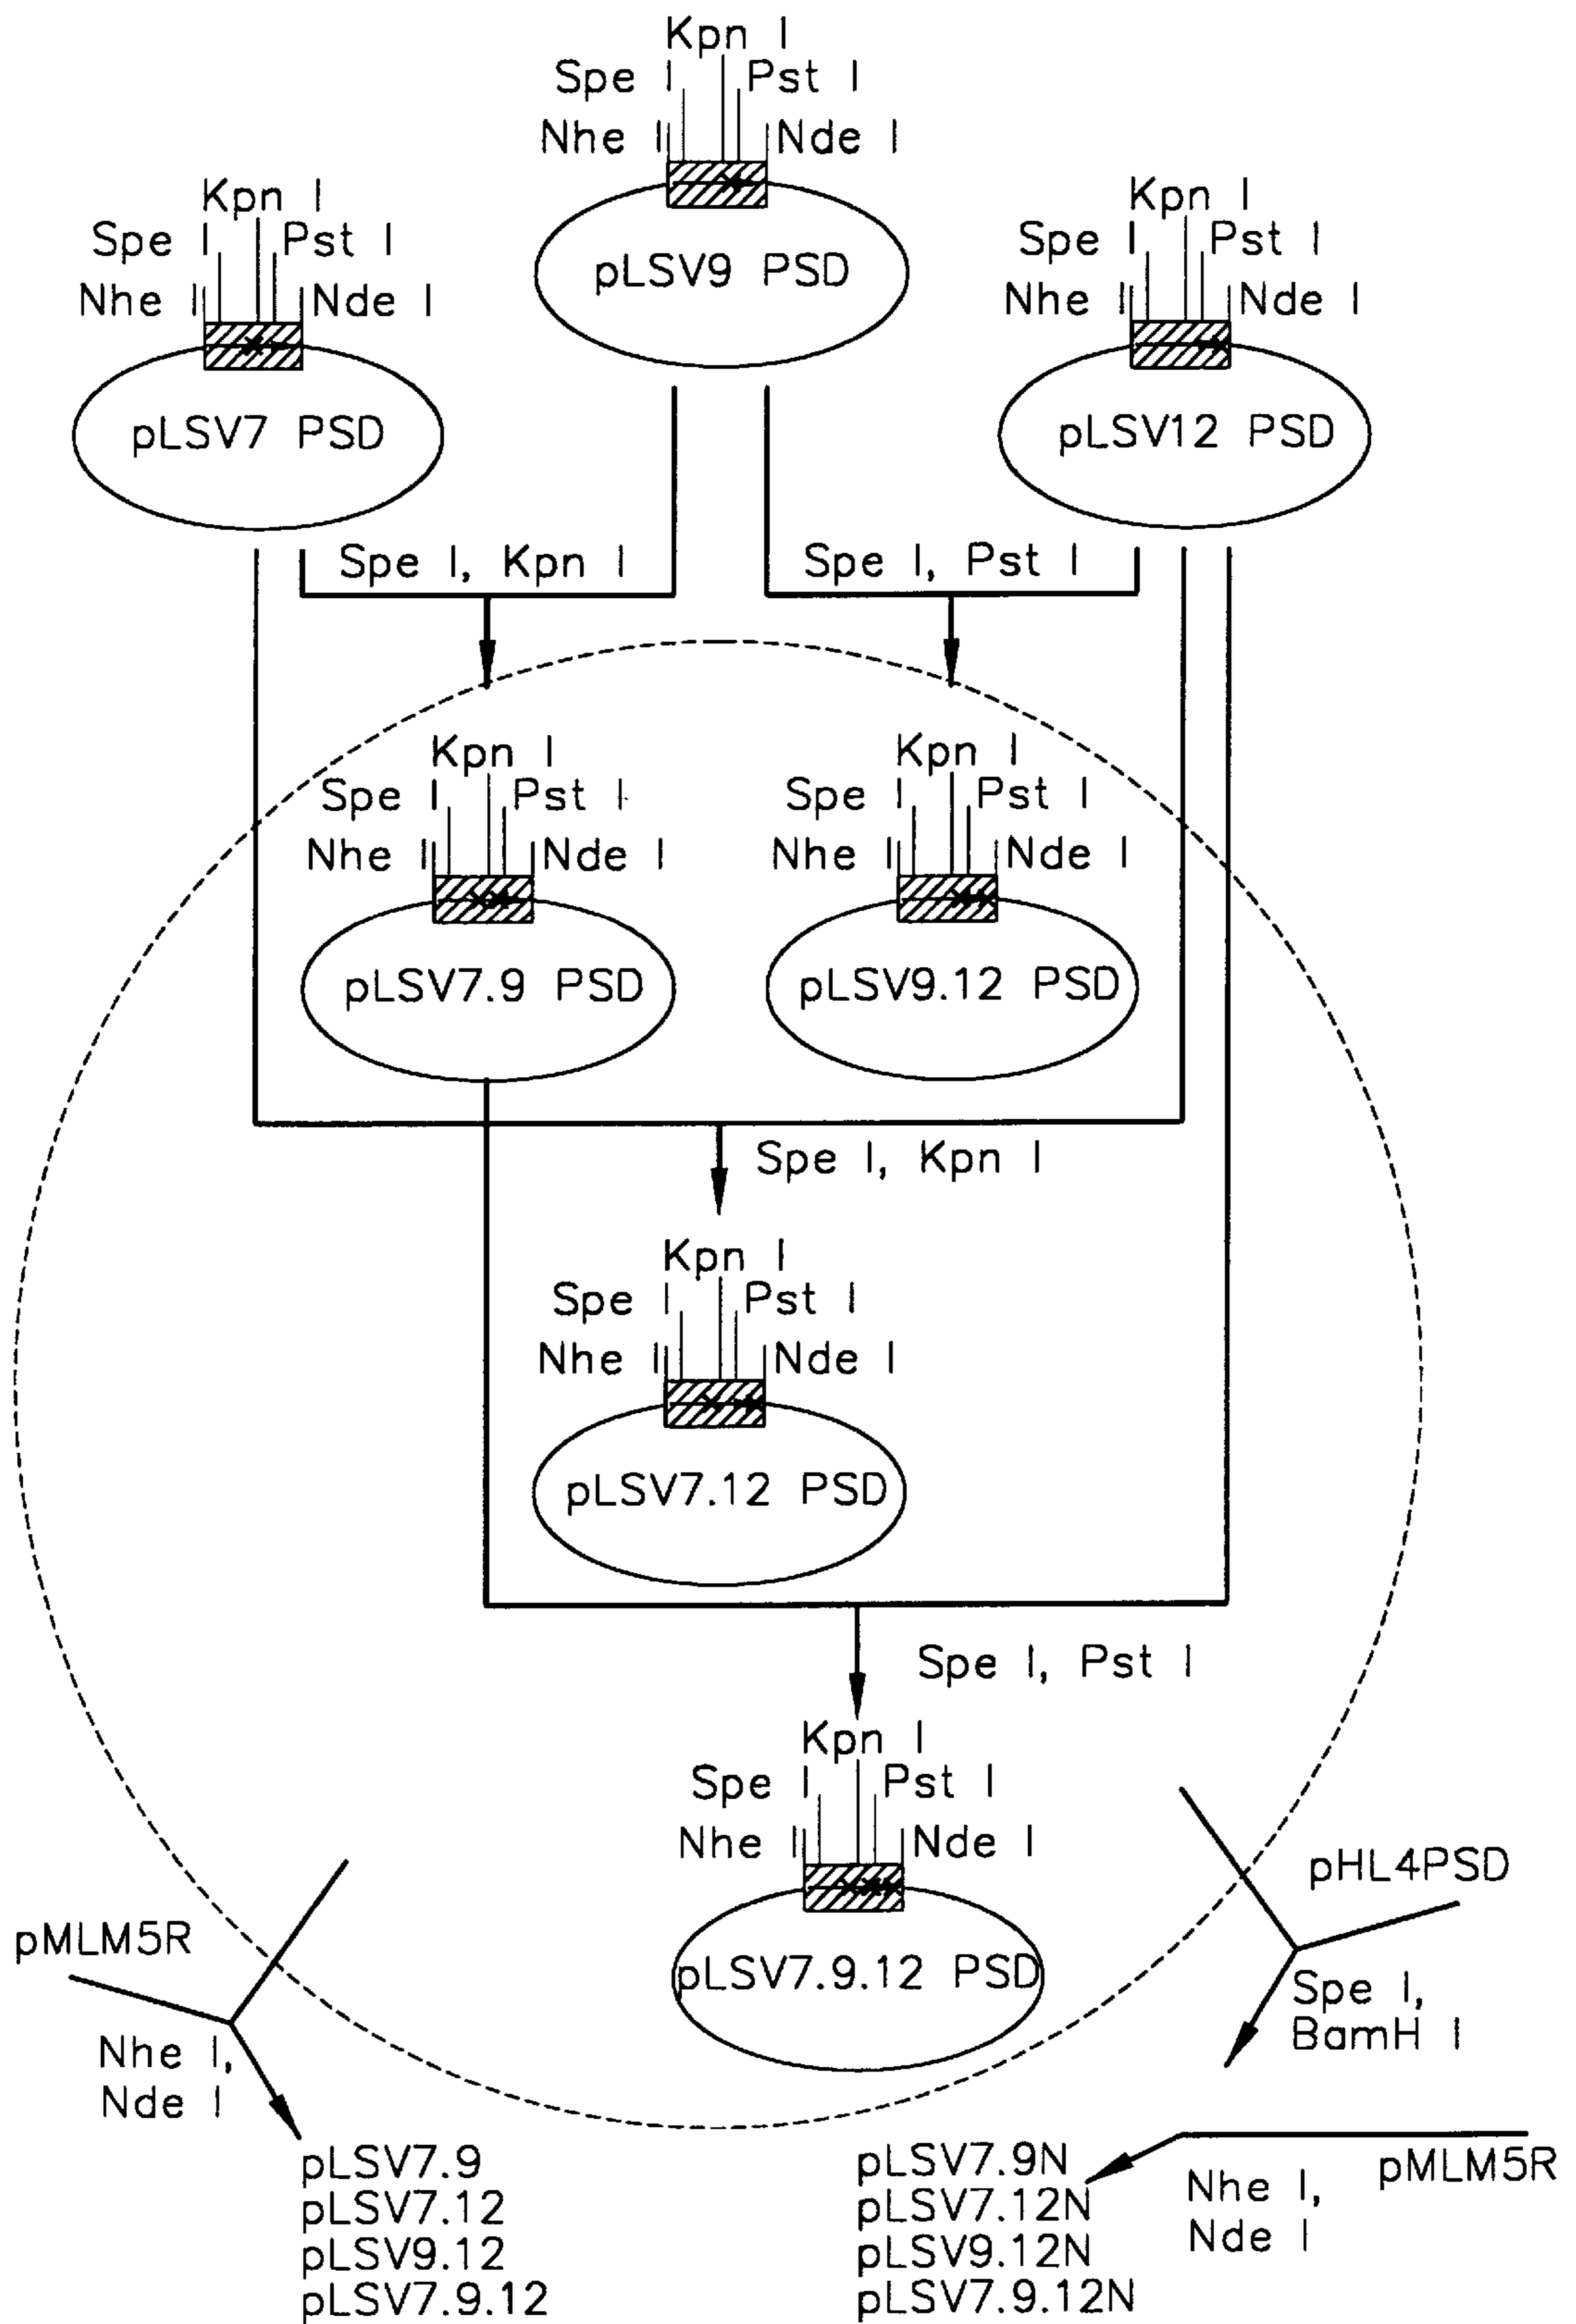 Kpn I
Spe I Pst I
Nhe I Nde I
pLSV9 PSD
Kpn I
Spe I Pst I
Nhe I Nde I
pLSV7 PSD
Kpn I
Spe I Pst I
Nhe I Nde I
pLSV12 PSD
Spe I, Kpn I
Spe I, Pst I
Kpn I
Spe I Pst I
Nhe I Nde I
pLSV7.9 PSD
Kpn I
Spe I Pst I
Nhe I Nde I
pLSV9.12 PSD
Spe I, Kpn I
Kpn I
Spe I Pst I
Nhe I Nde I
pLSV7.12 PSD
Spe I, Pst I
Kpn I
Spe I Pst I
Nhe I Nde I
pLSV7.9.12 PSD
pMLM5R
Nhe I,
Nde I
pHL4PSD
Spe I,
BamH I
pLSV7.9
pLSV7.12
pLSV9.12
pLSV7.9.12
pLSV7.9N
pLSV7.12N
pLSV9.12N
pLSV7.9.12N
pMLM5R
Nhe I,
Nde I